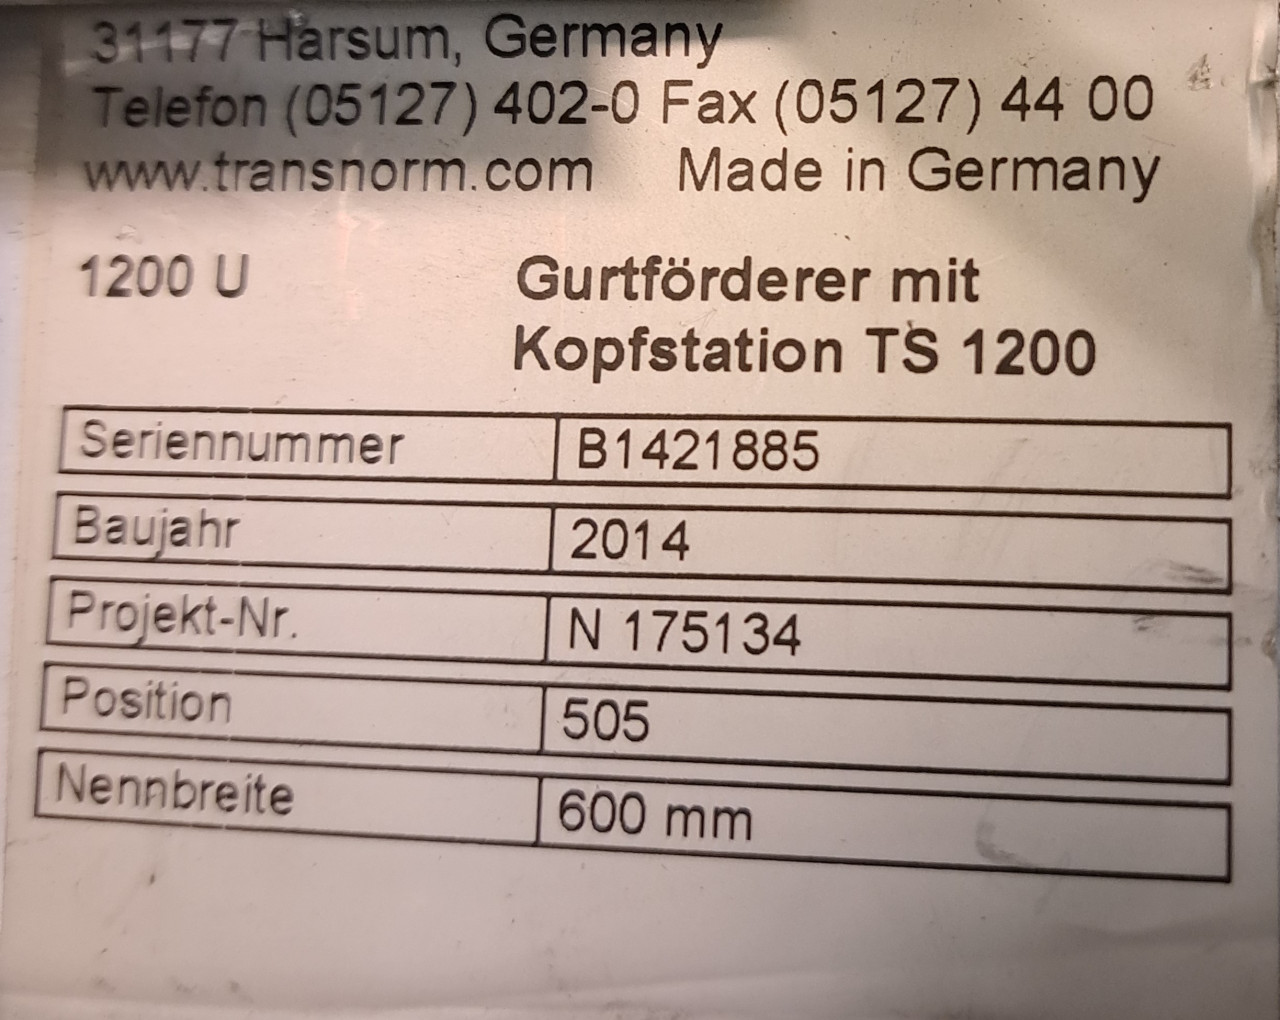 31177 Harsum, Germany
Telefon (05127) 402-0 Fax (05127) 44 00
www.transnorm.com Made in Germany
1200 U Gurtförderer mit
Kopfstation TS 1200
Seriennummer B1421885
Baujahr 2014
Projekt-Nr. N 175134
Position 505
Nennbreite 600 mm